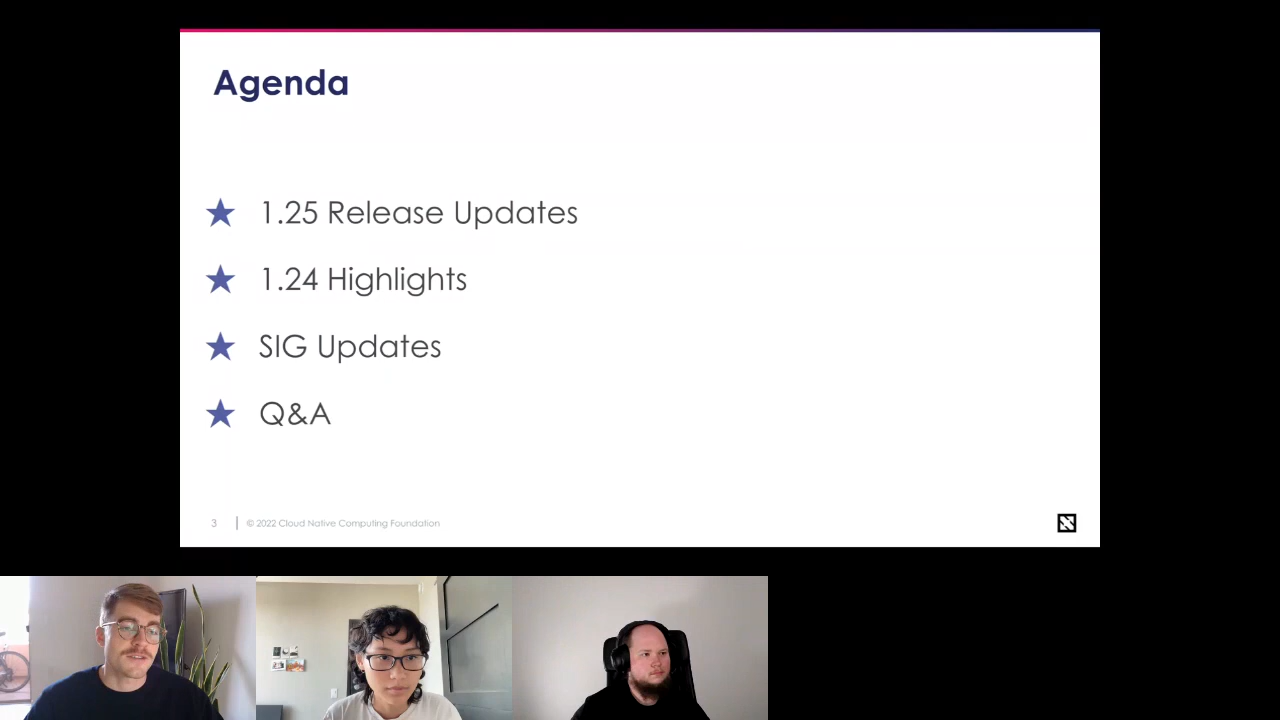 Agenda
1.25 Release Updates
1.24 Highlights
SIG Updates
Q&A
3
© 2022 Cloud Native Computing Foundation